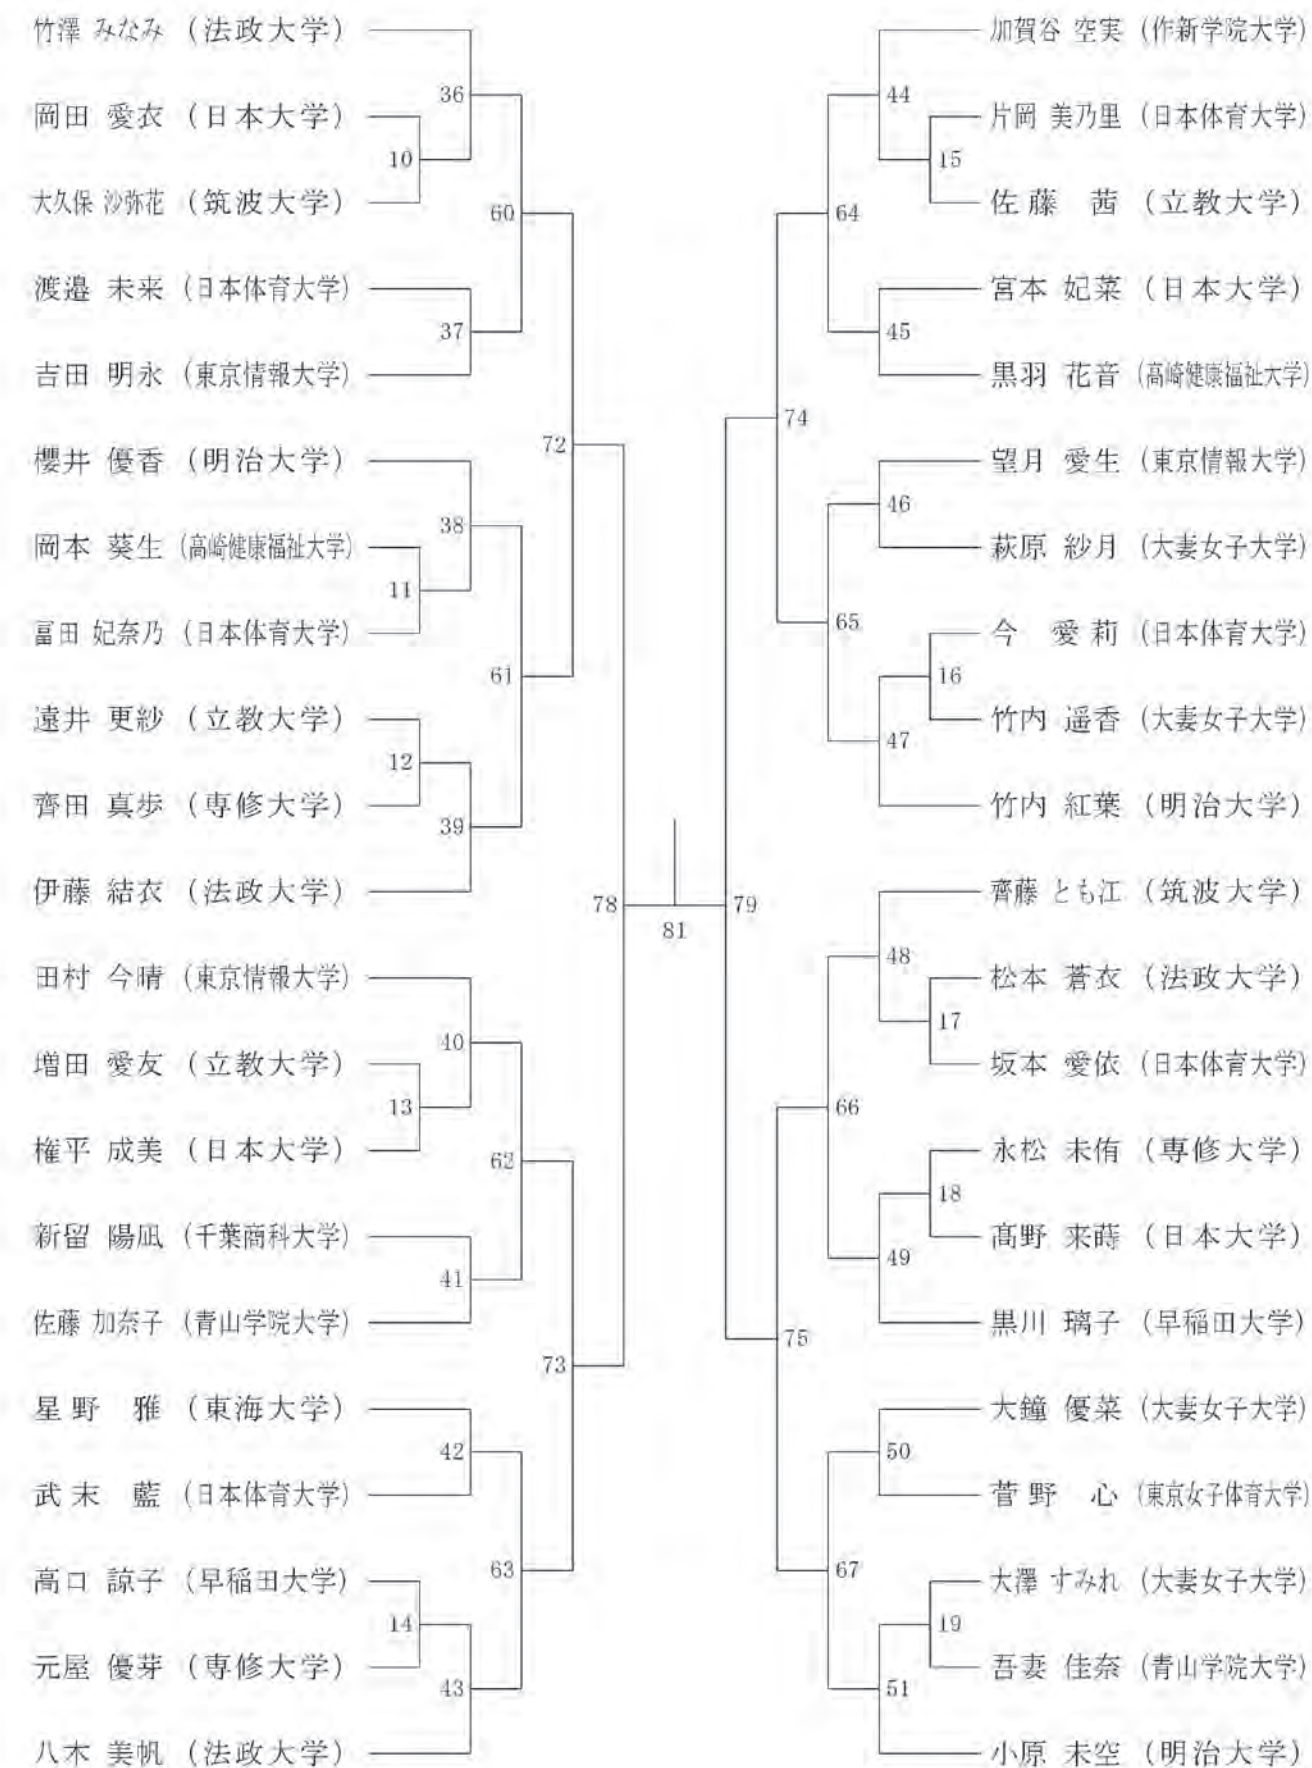 竹澤 みなみ (法政大学)
岡田 愛衣 (日本大学)
大久保 沙弥花 (筑波大学)
渡邉 未来 (日本体育大学)
吉田 明永 (東京情報大学)
櫻井 優香 (明治大学)
岡本 葵生 (高崎健康福祉大学)
冨田 妃奈乃 (日本体育大学)
遠井 更紗 (立教大学)
齊田 真歩 (専修大学)
伊藤 結衣 (法政大学)
田村 今晴 (東京情報大学)
増田 愛友 (立教大学)
権平 成美 (日本大学)
新留 陽凪 (千葉商科大学)
佐藤 加奈子 (青山学院大学)
星野 雅 (東海大学)
武末 藍 (日本体育大学)
高口 諒子 (早稲田大学)
元屋 優芽 (専修大学)
八木 美帆 (法政大学)
10
11
12
13
14
36
37
38
39
40
41
42
43
60
61
62
63
72
73
78
81
79
74
75
64
65
66
67
44
45
46
47
48
49
50
51
15
16
17
18
19
加賀谷 空実 (作新学院大学)
片岡 美乃里 (日本体育大学)
佐藤 茜 (立教大学)
宮本 妃菜 (日本大学)
黒羽 花音 (高崎健康福祉大学)
望月 愛生 (東京情報大学)
萩原 紗月 (大妻女子大学)
今 愛莉 (日本体育大学)
竹内 遥香 (大妻女子大学)
竹内 紅葉 (明治大学)
齊藤 とも江 (筑波大学)
松本 蒼衣 (法政大学)
坂本 愛依 (日本体育大学)
永松 未侑 (専修大学)
髙野 来蒔 (日本大学)
黒川 璃子 (早稲田大学)
大鐘 優菜 (大妻女子大学)
菅野 心 (東京女子体育大学)
大澤 すみれ (大妻女子大学)
吾妻 佳奈 (青山学院大学)
小原 未空 (明治大学)